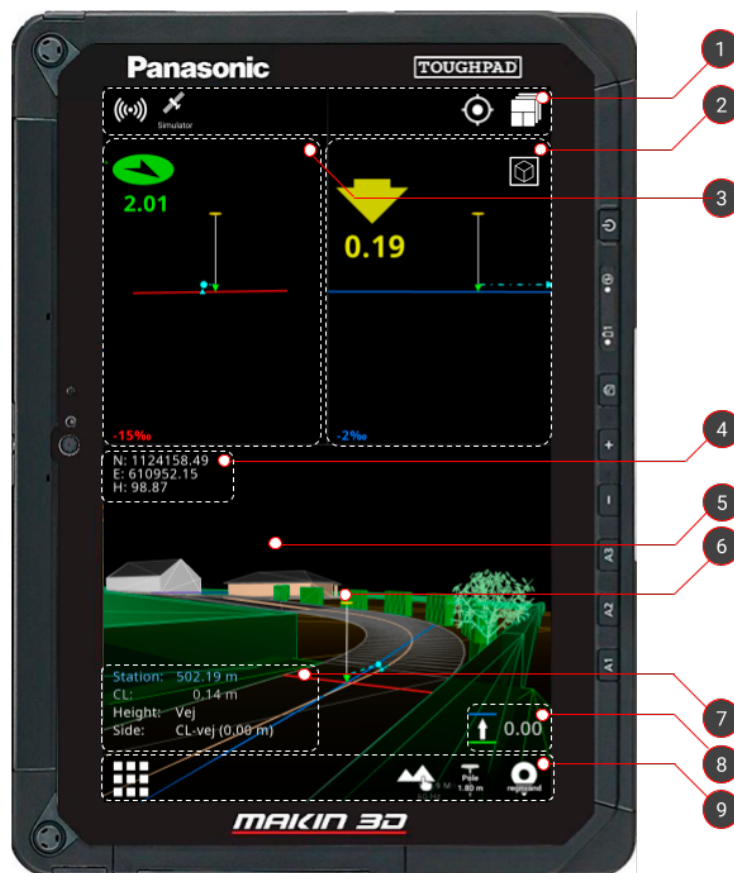 Panasonic
TOUGHPAD
1
Simulator
2
2.01
0.19
3
-15‰
-2‰
4
N: 1124158.49
E: 610952.15
H: 98.87
+
-
5
A3
6
A2
A1
Station: 502.19 m
CL: 0.14 m
Height: Vej
Side: CL-vej (0.00 m)
7
0.00
8
Pole
1.80 m
9
MAKIN 3D